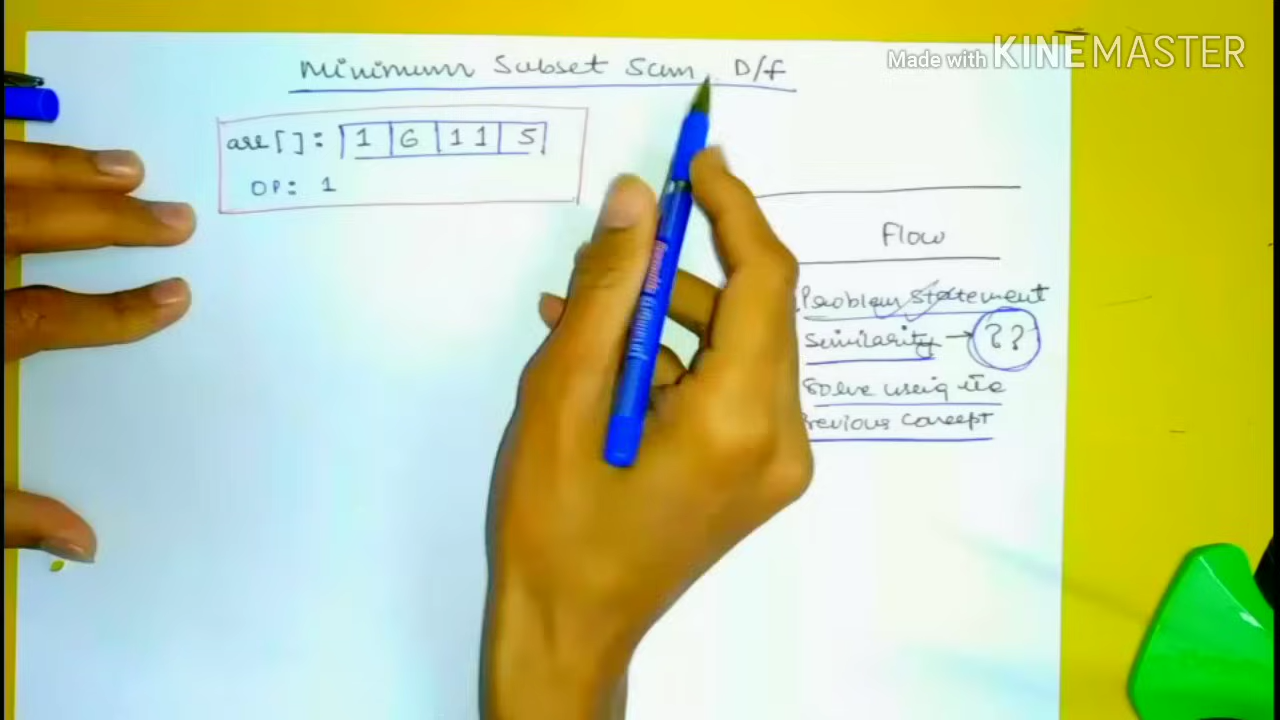 Made with KINEMASTER
Minimum Subset Sum D/f
arr[]: 1 6 11 5
OP: 1
Flow
Problem Statement
Similarity → ??
Solve using the
Previous Concept